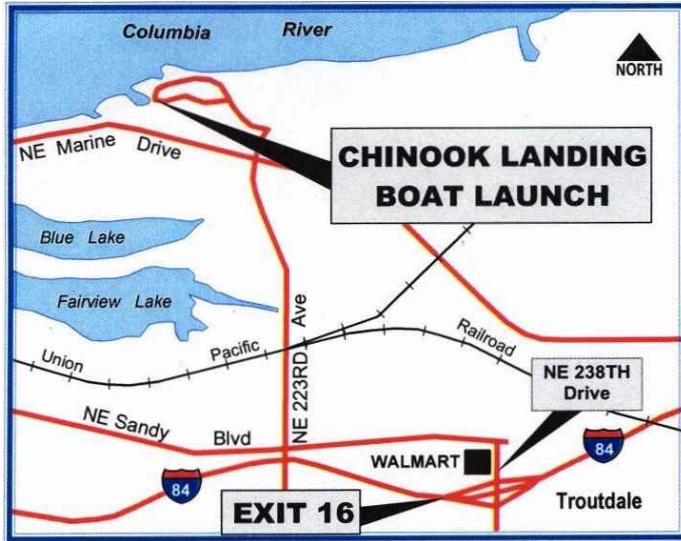 Columbia River
NORTH
NE Marine Drive
CHINOOK LANDING
BOAT LAUNCH
Blue Lake
Fairview Lake
Union Pacific Railroad
NE 223RD Ave
NE 238TH
Drive
NE Sandy Blvd
WALMART
84
84
EXIT 16
Troutdale